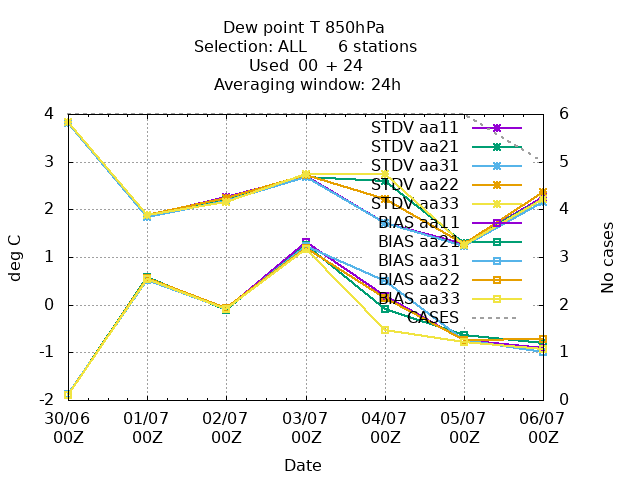 Dew point T 850hPa
Selection: ALL 6 stations
Used 00 + 24
Averaging window: 24h
4
3
2
1
0
-1
-2
deg C
6
5
4
3
2
1
0
No cases
STDV aa11
STDV aa21
STDV aa31
STDV aa22
STDV aa33
BIAS aa11
BIAS aa21
BIAS aa31
BIAS aa22
BIAS aa33
CASES
30/06 01/07 02/07 03/07 04/07 05/07 06/07
00Z 00Z 00Z 00Z 00Z 00Z 00Z
Date